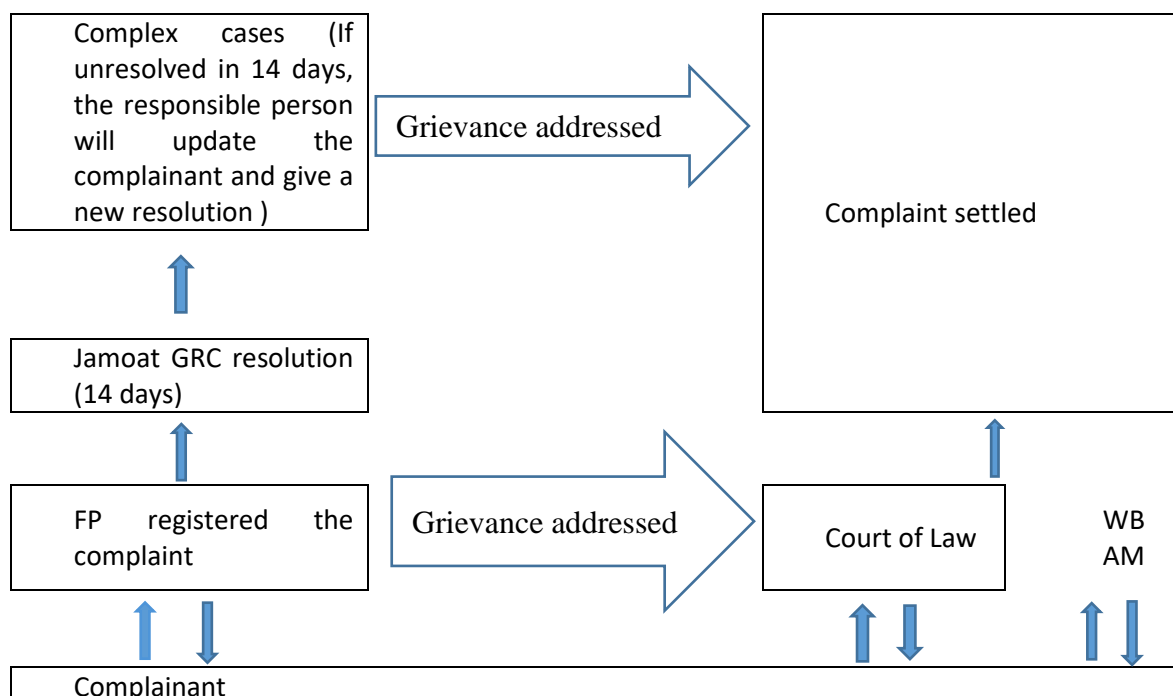 Complex cases (If
unresolved in 14 days,
the responsible person
will update the
complainant and give a
new resolution )
Grievance addressed
Complaint settled
Jamoat GRC resolution
(14 days)
FP registered the
complaint
Grievance addressed
Court of Law
WB
AM
Complainant